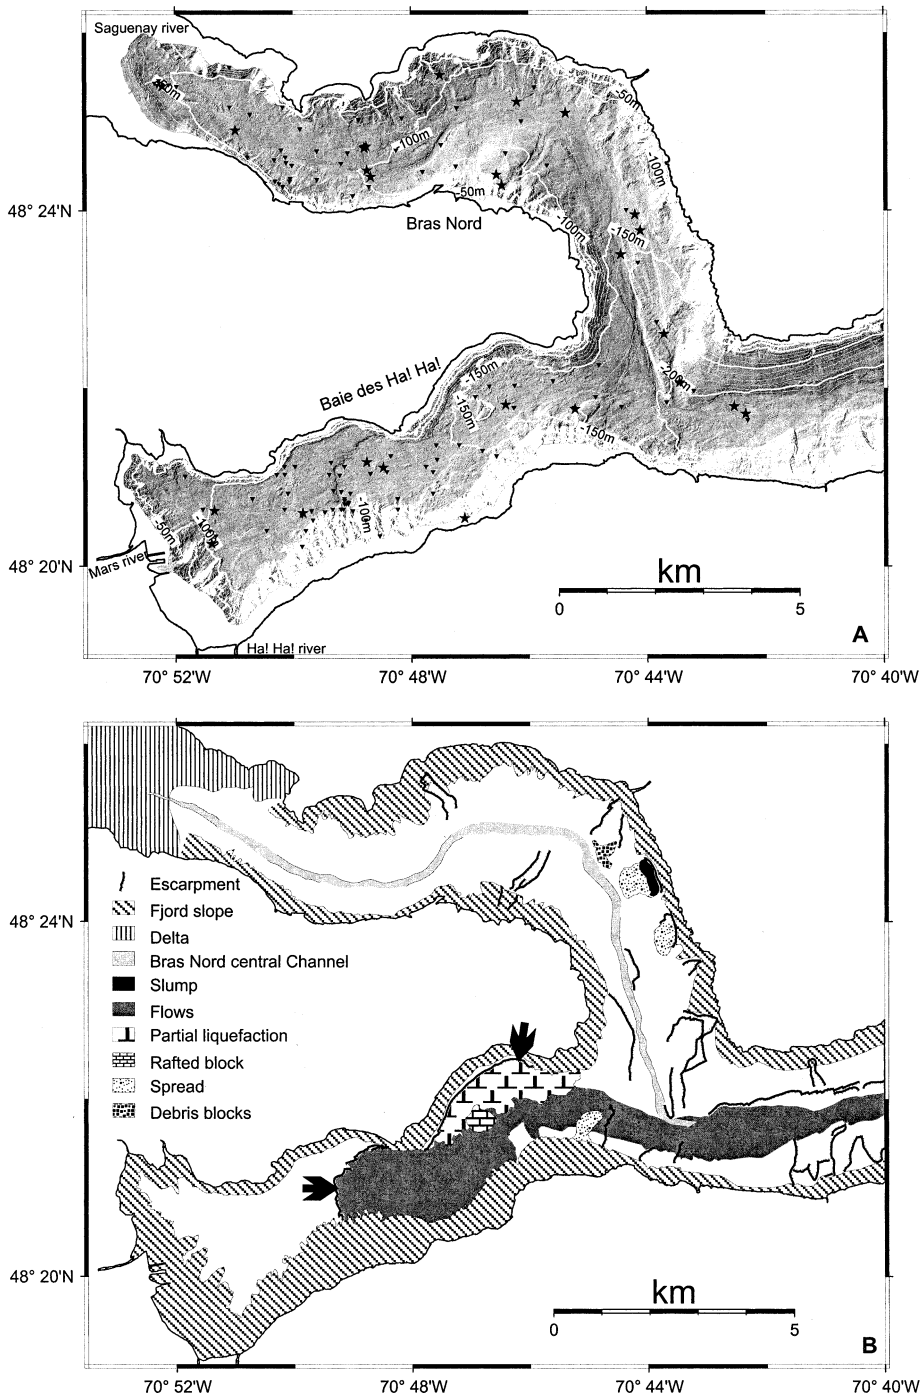 Saguenay river
-50m
-50m
-100m
-100m
-50m
48° 24'N
Bras Nord
-100m
-150m
Baie des Ha! Ha!
-150m
-200m
-150m
-150m
-50m
-100m
-100m
Mars river
48° 20'N
km
0 5
A
Ha! Ha! river
70° 52'W 70° 48'W 70° 44'W 70° 40'W
Escarpment
Fjord slope
48° 24'N
Delta
Bras Nord central Channel
Slump
Flows
Partial liquefaction
Rafted block
Spread
Debris blocks
48° 20'N
km
0 5
B
70° 52'W 70° 48'W 70° 44'W 70° 40'W